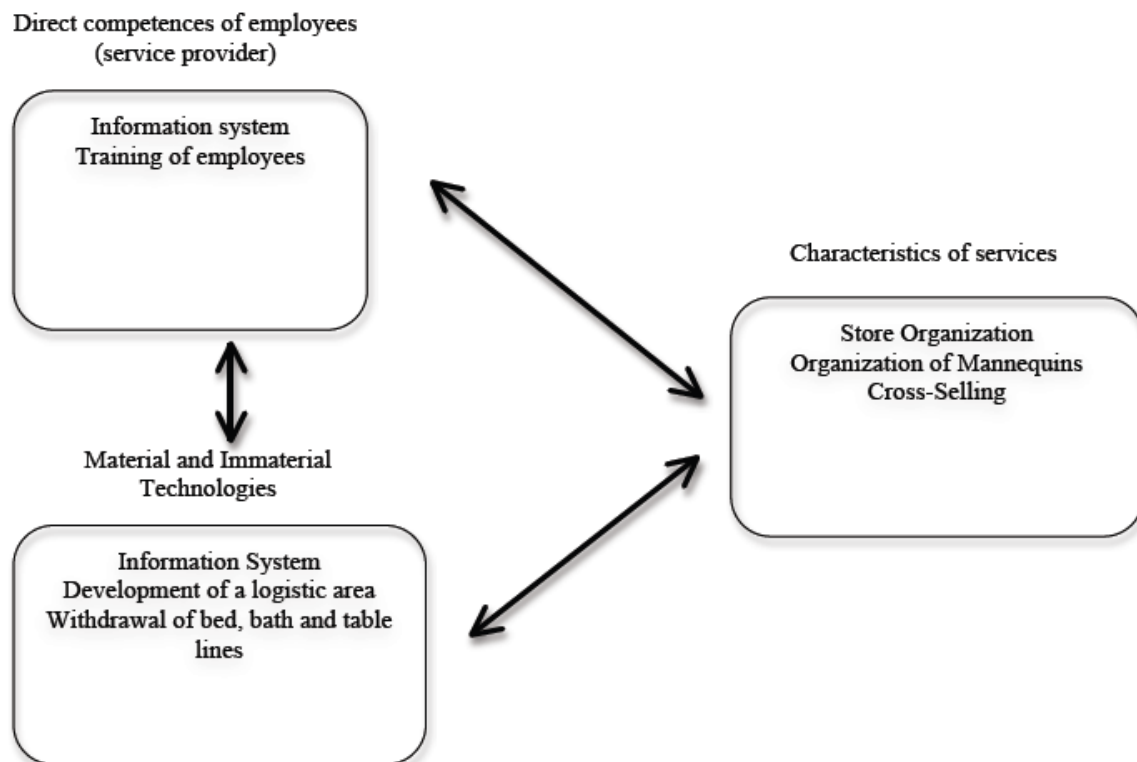 Direct competences of employees
(service provider)
Information system
Training of employees
Characteristics of services
Store Organization
Organization of Mannequins
Cross-Selling
Material and Immaterial
Technologies
Information System
Development of a logistic area
Withdrawal of bed, bath and table
lines